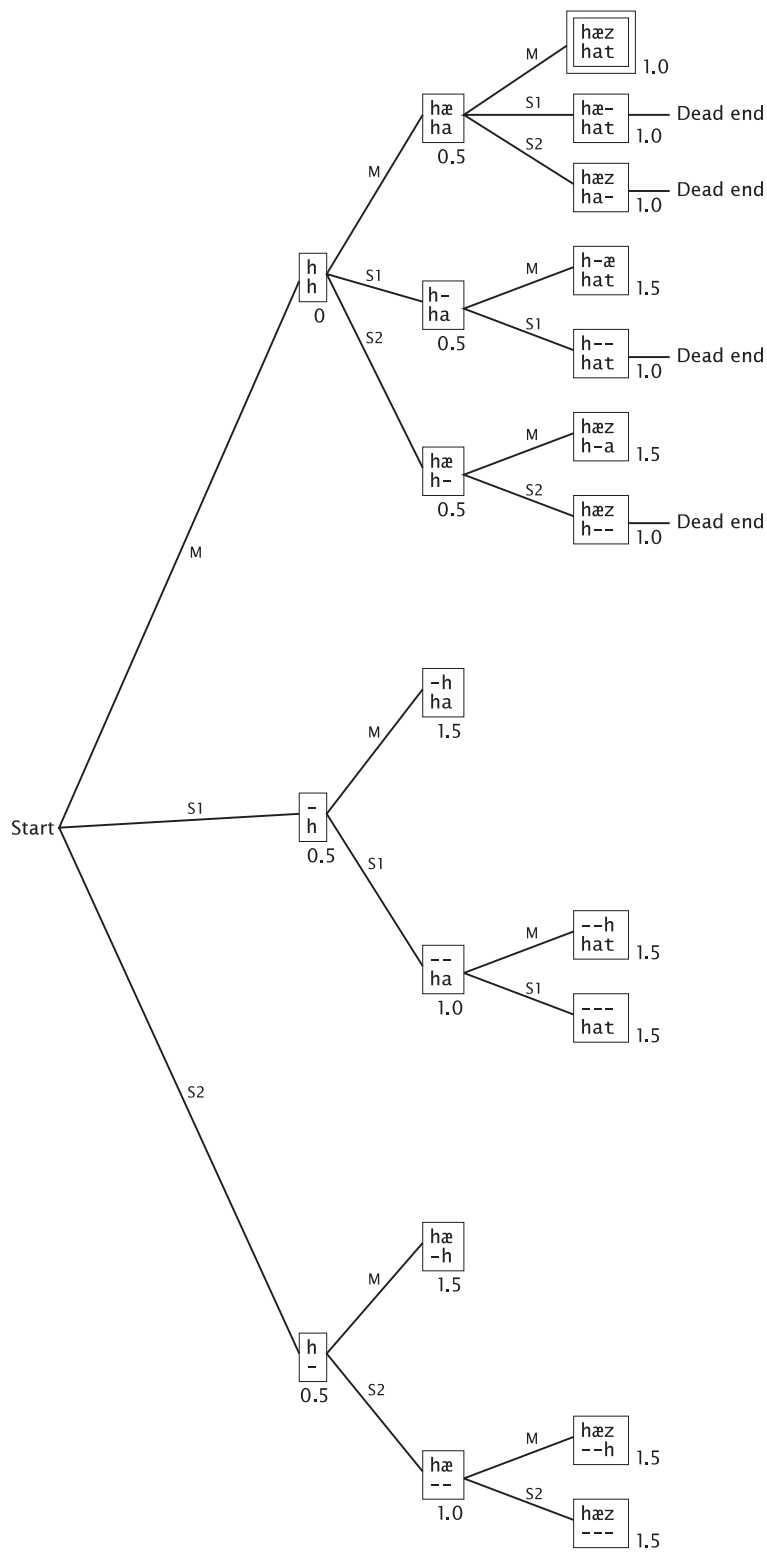 hæz
hat
1.0
M
hæ
ha
0.5
S1
hæ-
hat
1.0
Dead end
S2
hæz
ha-
1.0
Dead end
M
h
h
0
S1
h-
ha
0.5
M
h-æ
hat
1.5
S1
h--
hat
1.0
Dead end
S2
hæ
h-
0.5
M
hæz
h-a
1.5
S2
hæz
h--
1.0
Dead end
M
Start
S1
-
h
0.5
M
-h
ha
1.5
S1
--
ha
1.0
M
--h
hat
1.5
S1
---
hat
1.5
S2
h
-
0.5
M
hæ
-h
1.5
S2
hæ
--
1.0
M
hæz
--h
1.5
S2
hæz
---
1.5